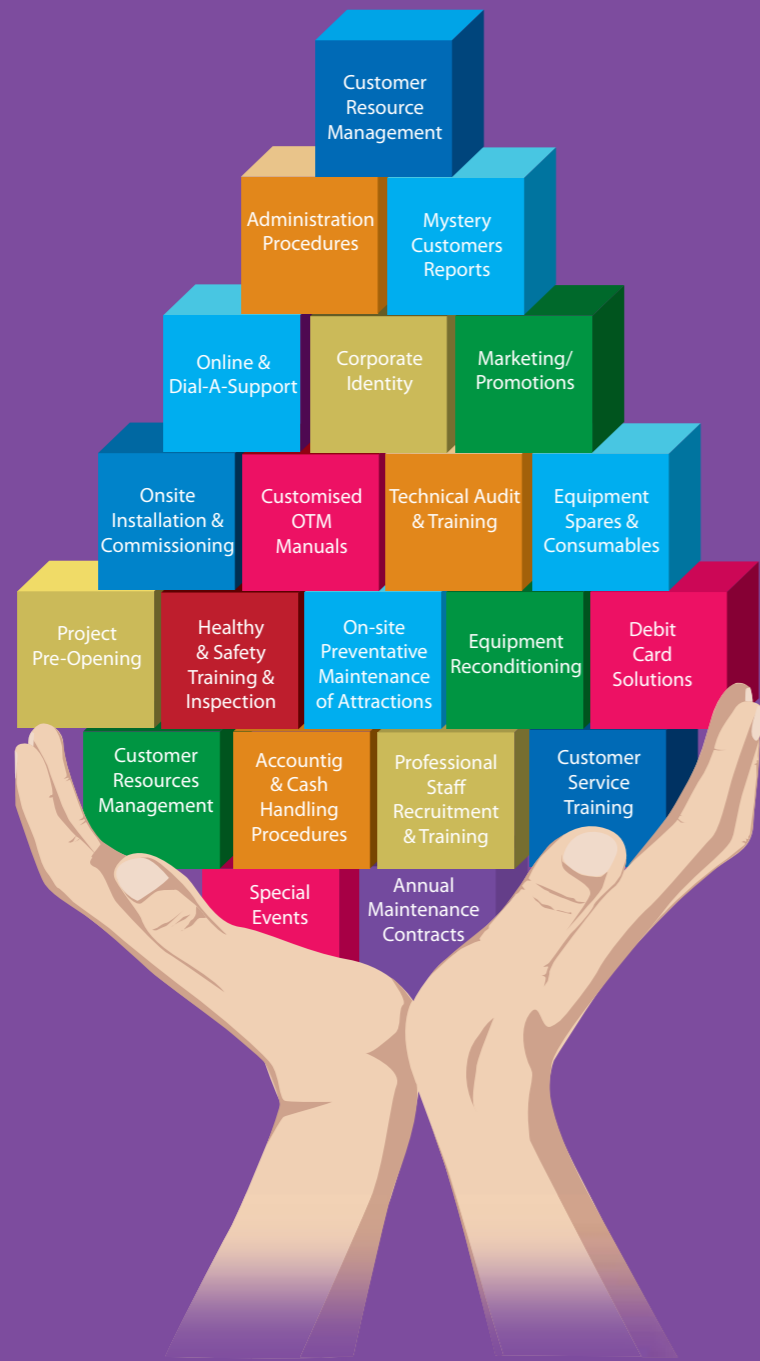 Customer
Resource
Management
Administration
Procedures
Mystery
Customers
Reports
Online &
Dial-A-Support
Corporate
Identity
Marketing/
Promotions
Onsite
Installation &
Commissioning
Customised
OTM
Manuals
Technical Audit
& Training
Equipment
Spares &
Consumables
Project
Pre-Opening
Healthy
& Safety
Training &
Inspection
On-site
Preventative
Maintenance
of Attractions
Equipment
Reconditioning
Debit
Card
Solutions
Customer
Resources
Management
Accountig
& Cash
Handling
Procedures
Professional
Staff
Recruitment
& Training
Customer
Service
Training
Special
Events
Annual
Maintenance
Contracts